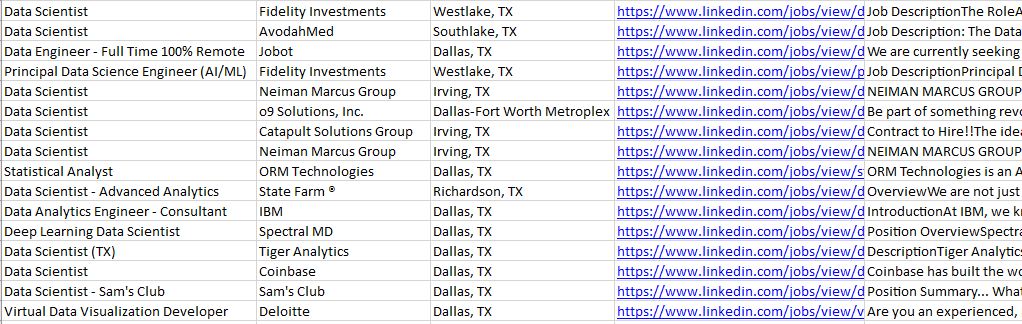 Data Scientist Fidelity Investments Westlake, TX https://www.linkedin.com/jobs/view/d Job DescriptionThe RoleA
Data Scientist AvodahMed Southlake, TX https://www.linkedin.com/jobs/view/d Job Description: The Data
Data Engineer - Full Time 100% Remote Jobot Dallas, TX https://www.linkedin.com/jobs/view/d We are currently seeking
Principal Data Science Engineer (AI/ML) Fidelity Investments Westlake, TX https://www.linkedin.com/jobs/view/p Job DescriptionPrincipal D
Data Scientist Neiman Marcus Group Irving, TX https://www.linkedin.com/jobs/view/d NEIMAN MARCUS GROUP
Data Scientist o9 Solutions, Inc. Dallas-Fort Worth Metroplex https://www.linkedin.com/jobs/view/d Be part of something revo
Data Scientist Catapult Solutions Group Irving, TX https://www.linkedin.com/jobs/view/d Contract to Hire!!The idea
Data Scientist Neiman Marcus Group Irving, TX https://www.linkedin.com/jobs/view/d NEIMAN MARCUS GROUP
Statistical Analyst ORM Technologies Dallas, TX https://www.linkedin.com/jobs/view/s ORM Technologies is an A
Data Scientist - Advanced Analytics State Farm ® Richardson, TX https://www.linkedin.com/jobs/view/d OverviewWe are not just
Data Analytics Engineer - Consultant IBM Dallas, TX https://www.linkedin.com/jobs/view/d IntroductionAt IBM, we kn
Deep Learning Data Scientist Spectral MD Dallas, TX https://www.linkedin.com/jobs/view/d Position OverviewSpectra
Data Scientist (TX) Tiger Analytics Dallas, TX https://www.linkedin.com/jobs/view/d DescriptionTiger Analytics
Data Scientist Coinbase Dallas, TX https://www.linkedin.com/jobs/view/d Coinbase has built the wo
Data Scientist - Sam's Club Sam's Club Dallas, TX https://www.linkedin.com/jobs/view/d Position Summary... What
Virtual Data Visualization Developer Deloitte Dallas, TX https://www.linkedin.com/jobs/view/v Are you an experienced,